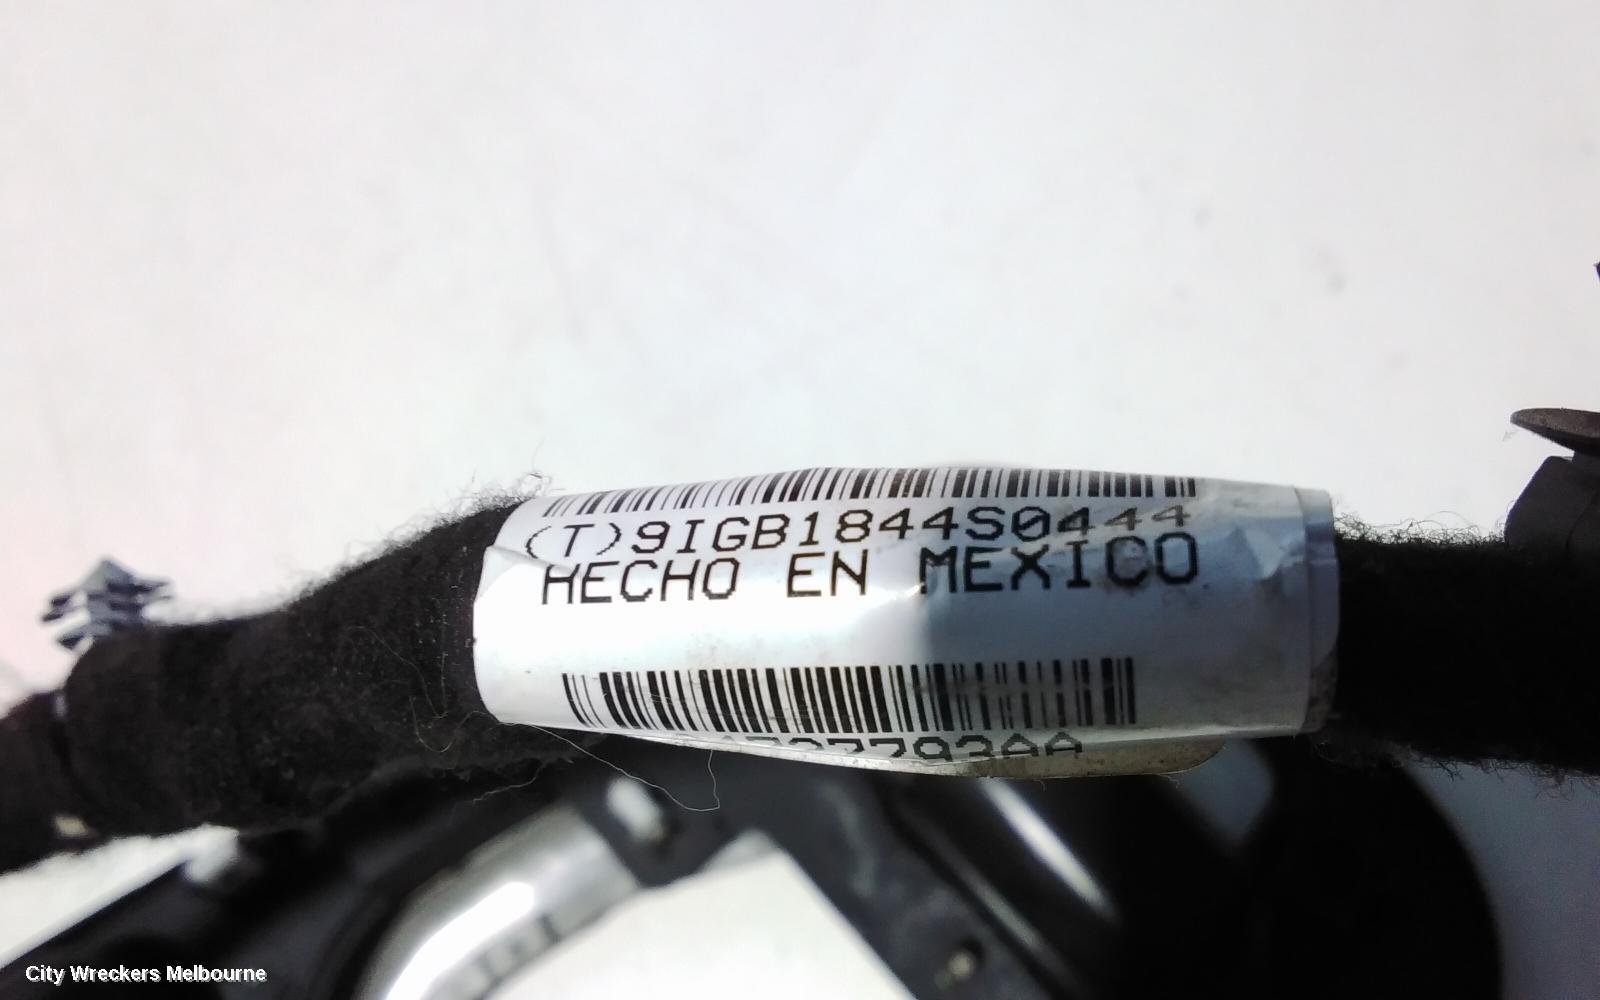 (T)9IGB1844S0444
HECHO EN MEXICO
City Wreckers Melbourne